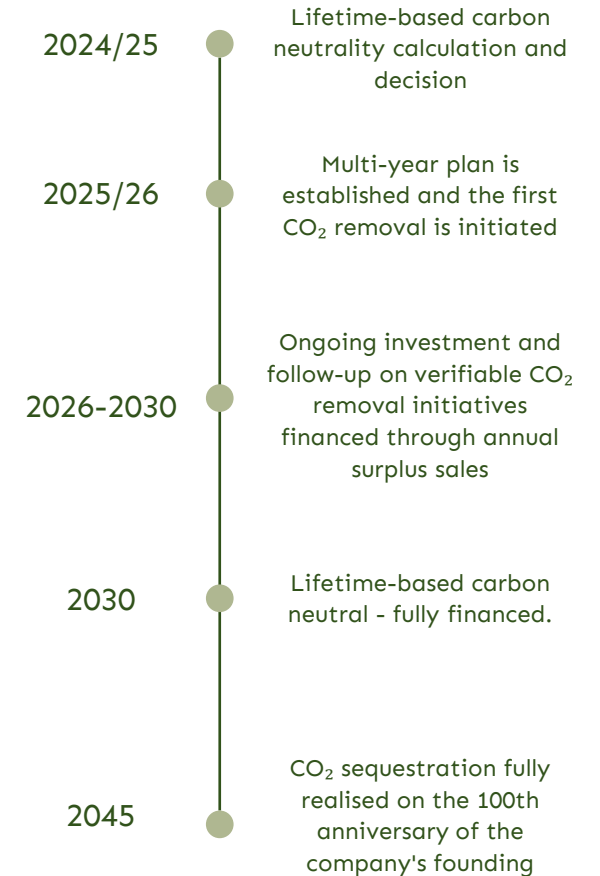 2024/25
Lifetime-based carbon
neutrality calculation and
decision
2025/26
Multi-year plan is
established and the first
CO₂ removal is initiated
2026-2030
Ongoing investment and
follow-up on verifiable CO₂
removal initiatives
financed through annual
surplus sales
2030
Lifetime-based carbon
neutral - fully financed.
2045
CO₂ sequestration fully
realised on the 100th
anniversary of the
company's founding